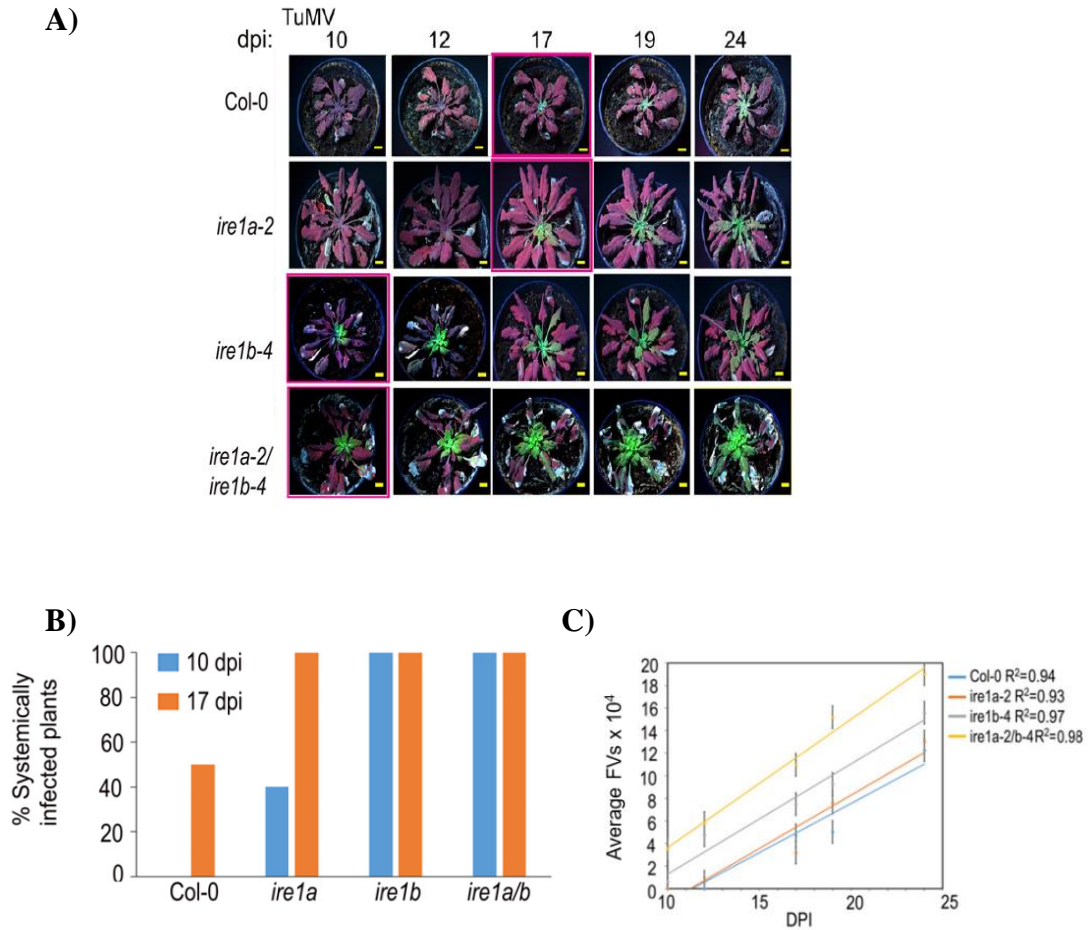 A)
TuMV
dpi: 10 12 17 19 24
Col-0
ire1a-2
ire1b-4
ire1a-2/
ire1b-4
B)
% Systemically
infected plants
100
80
60
40
20
0
10 dpi
17 dpi
Col-0 ire1a ire1b ire1a/b
C)
Average FVs x 10⁴
20
18
16
14
12
10
8
6
4
2
0
10 15 20 25
DPI
Col-0 R²=0.94
ire1a-2 R²=0.93
ire1b-4 R²=0.97
ire1a-2/b-4R²=0.98